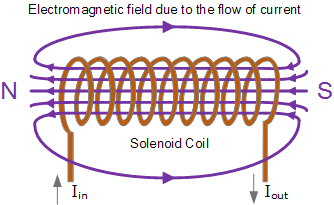 Electromagnetic field due to the flow of current
N
S
Solenoid Coil
Iin
Iout